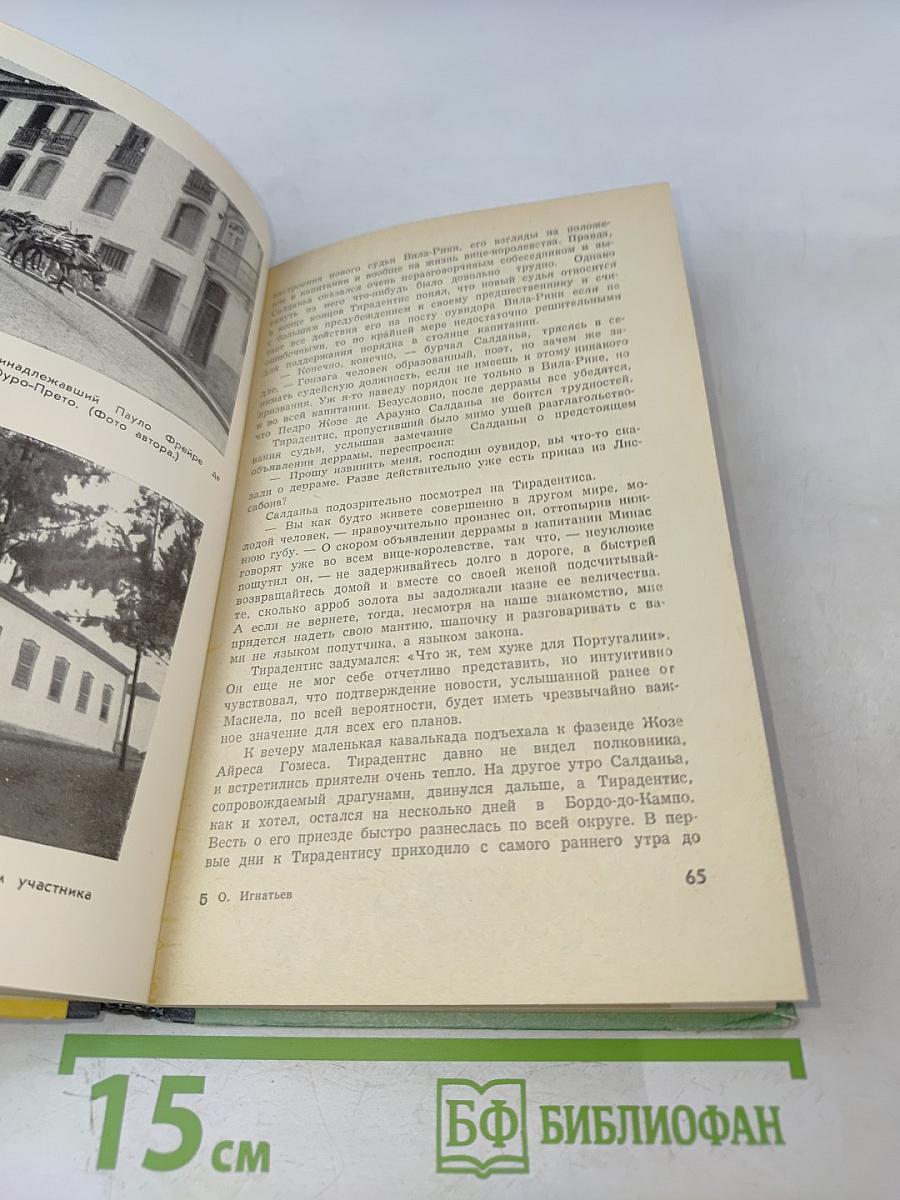 инадлежавший Пауло Фрейре де
уро-Прето. (Фото автора.)
участника
настроения нового судьи Вила-Рики, его взгляды на положе-
ние в капитании и вообще на жизнь вице-королевства. Правда,
Салданья оказался очень неразговорчивым собеседником и вы-
тянуть из него что-нибудь было довольно трудно. Однако
в конце концов Тирадентис понял, что новый судья относится
с большим предубеждением к своему предшественнику и счи-
тает все действия его на посту оувидора Вила-Рики если не
ошибочными, то по крайней мере недостаточно решительными
для поддержания порядка в столице капитании.
— Конечно, конечно, — бурчал Салданья, трясясь в се-
дле, — Гонзага человек образованный, поэт, но зачем же за-
нимать судейскую должность, если не имеешь к этому никакого
призвания. Уж я-то наведу порядок не только в Вила-Рике, но
и во всей капитании. Безусловно, после деррамы все убедятся,
что Педро Жозе де Араужо Салданья не боится трудностей.
Тирадентис, пропустивший было мимо ушей разглагольство-
вания судьи, услышав замечание Салданьи о предстоящем
объявлении деррамы, переспросил:
— Прошу извинить меня, господин оувидор, вы что-то ска-
зали о дерраме. Разве действительно уже есть приказ из Лис-
сабона?
Салданья подозрительно посмотрел на Тирадентиса.
— Вы как будто живете совершенно в другом мире, мо-
лодой человек, — нравоучительно произнес он, оттопырив ниж-
нюю губу. — О скором объявлении деррамы в капитании Минас
говорят уже во всем вице-королевстве, так что, — неуклюже
пошутил он, — не задерживайтесь долго в дороге, а быстрей
возвращайтесь домой и вместе со своей женой подсчитывай-
те, сколько арроб золота вы задолжали казне ее величества.
А если не вернете, тогда, несмотря на наше знакомство, мне
придется надеть свою мантию, шапочку и разговаривать с ва-
ми не языком попутчика, а языком закона.
Тирадентис задумался: «Что ж, тем хуже для Португалии».
Он еще не мог себе отчетливо представить, но интуитивно
чувствовал, что подтверждение новости, услышанной ранее от
Масиела, по всей вероятности, будет иметь чрезвычайно важ-
ное значение для всех его планов.
К вечеру маленькая кавалькада подъехала к фазенде Жозе
Айреса Гомеса. Тирадентис давно не видел полковника,
и встретились приятели очень тепло. На другое утро Салданья,
сопровождаемый драгунами, двинулся дальше, а Тирадентис,
как и хотел, остался на несколько дней в Бордо-до-Кампо.
Весть о его приезде быстро разнеслась по всей округе. В пер-
вые дни к Тирадентису приходило с самого раннего утра до
5 О. Игнатьев
65
15 см
БФ БИБЛИОФАН